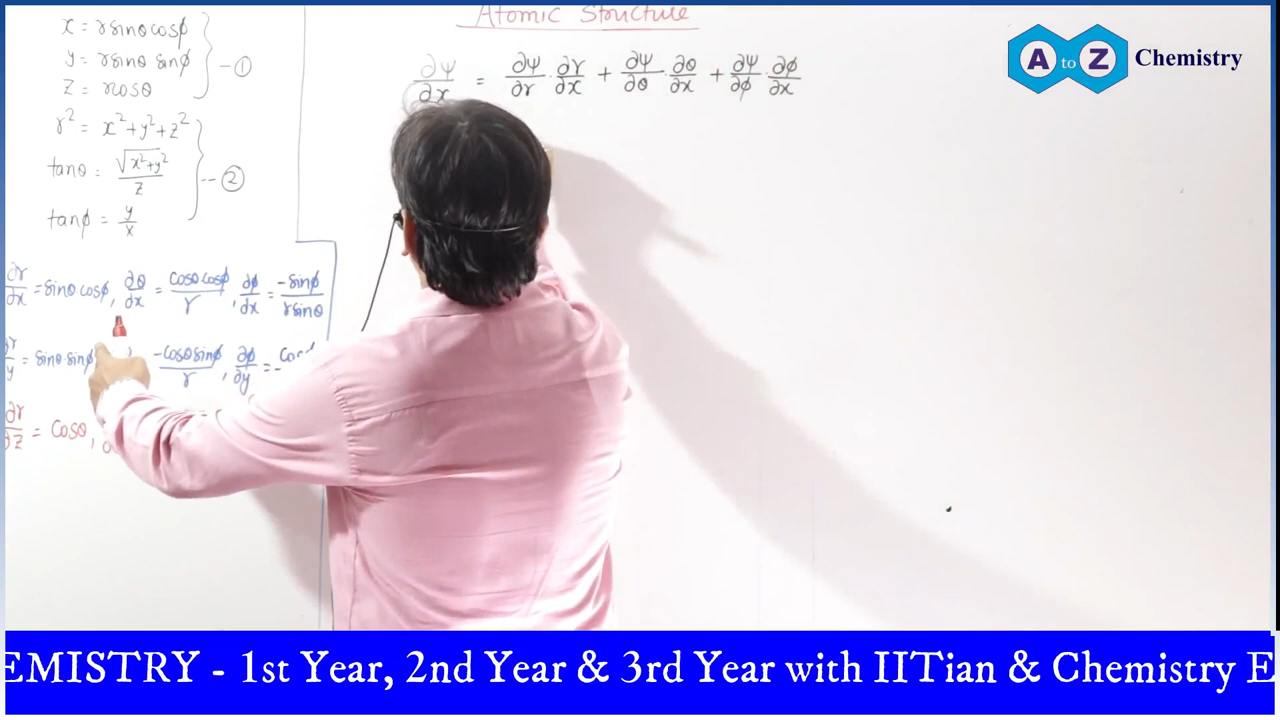 Atomic Structure
A to Z Chemistry
x = r sinθ cosϕ
y = r sinθ sinϕ
z = r cosθ
} -①
r² = x² + y² + z²
tanθ = √(x²+y²) / z
tanϕ = y/x
} --②
∂r/∂x = sinθ cosϕ, ∂θ/∂x = cosθ cosϕ / r, ∂ϕ/∂x = -sinϕ / r sinθ
∂r/y = sinθ sinϕ -cosθ sinϕ / r, ∂ϕ/∂y =
∂r/∂z = Cosθ,
∂ψ/∂x = ∂ψ/∂r · ∂r/∂x + ∂ψ/∂θ · ∂θ/∂x + ∂ψ/∂ϕ · ∂ϕ/∂x
EMISTRY - 1st Year, 2nd Year & 3rd Year with IITian & Chemistry E